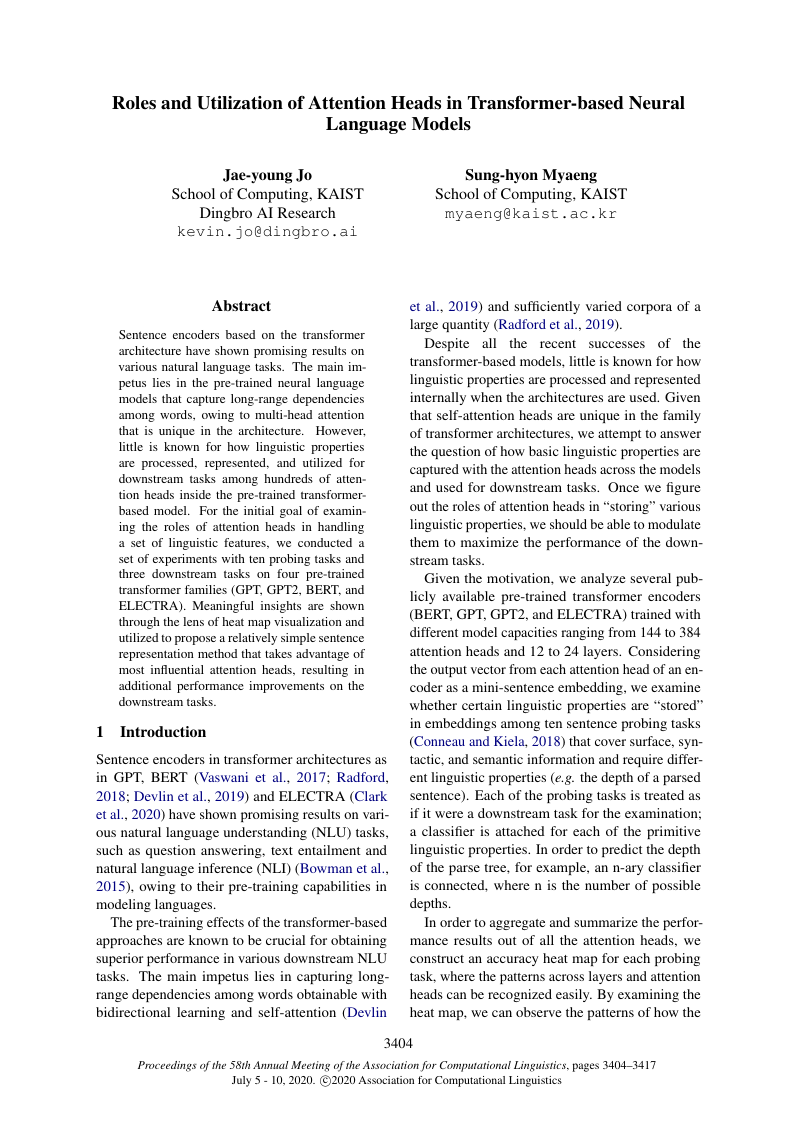 Roles and Utilization of Attention Heads in Transformer-based Neural
Language Models
Jae-young Jo
School of Computing, KAIST
Dingbro AI Research
kevin.jo@dingbro.ai
Sung-hyon Myaeng
School of Computing, KAIST
myaeng@kaist.ac.kr
Abstract
Sentence encoders based on the transformer
architecture have shown promising results on
various natural language tasks. The main im-
petus lies in the pre-trained neural language
models that capture long-range dependencies
among words, owing to multi-head attention
that is unique in the architecture. However,
little is known for how linguistic properties
are processed, represented, and utilized for
downstream tasks among hundreds of atten-
tion heads inside the pre-trained transformer-
based model. For the initial goal of examin-
ing the roles of attention heads in handling
a set of linguistic features, we conducted a
set of experiments with ten probing tasks and
three downstream tasks on four pre-trained
transformer families (GPT, GPT2, BERT, and
ELECTRA). Meaningful insights are shown
through the lens of heat map visualization and
utilized to propose a relatively simple sentence
representation method that takes advantage of
most influential attention heads, resulting in
additional performance improvements on the
downstream tasks.
1 Introduction
Sentence encoders in transformer architectures as
in GPT, BERT (Vaswani et al., 2017; Radford,
2018; Devlin et al., 2019) and ELECTRA (Clark
et al., 2020) have shown promising results on vari-
ous natural language understanding (NLU) tasks,
such as question answering, text entailment and
natural language inference (NLI) (Bowman et al.,
2015), owing to their pre-training capabilities in
modeling languages.
The pre-training effects of the transformer-based
approaches are known to be crucial for obtaining
superior performance in various downstream NLU
tasks. The main impetus lies in capturing long-
range dependencies among words obtainable with
bidirectional learning and self-attention (Devlin
et al., 2019) and sufficiently varied corpora of a
large quantity (Radford et al., 2019).
Despite all the recent successes of the
transformer-based models, little is known for how
linguistic properties are processed and represented
internally when the architectures are used. Given
that self-attention heads are unique in the family
of transformer architectures, we attempt to answer
the question of how basic linguistic properties are
captured with the attention heads across the models
and used for downstream tasks. Once we figure
out the roles of attention heads in “storing” various
linguistic properties, we should be able to modulate
them to maximize the performance of the down-
stream tasks.
Given the motivation, we analyze several pub-
licly available pre-trained transformer encoders
(BERT, GPT, GPT2, and ELECTRA) trained with
different model capacities ranging from 144 to 384
attention heads and 12 to 24 layers. Considering
the output vector from each attention head of an en-
coder as a mini-sentence embedding, we examine
whether certain linguistic properties are “stored”
in embeddings among ten sentence probing tasks
(Conneau and Kiela, 2018) that cover surface, syn-
tactic, and semantic information and require differ-
ent linguistic properties (e.g. the depth of a parsed
sentence). Each of the probing tasks is treated as
if it were a downstream task for the examination;
a classifier is attached for each of the primitive
linguistic properties. In order to predict the depth
of the parse tree, for example, an n-ary classifier
is connected, where n is the number of possible
depths.
In order to aggregate and summarize the perfor-
mance results out of all the attention heads, we
construct an accuracy heat map for each probing
task, where the patterns across layers and attention
heads can be recognized easily. By examining the
heat map, we can observe the patterns of how the
3404
Proceedings of the 58th Annual Meeting of the Association for Computational Linguistics, pages 3404–3417
July 5 - 10, 2020. ©2020 Association for Computational Linguistics